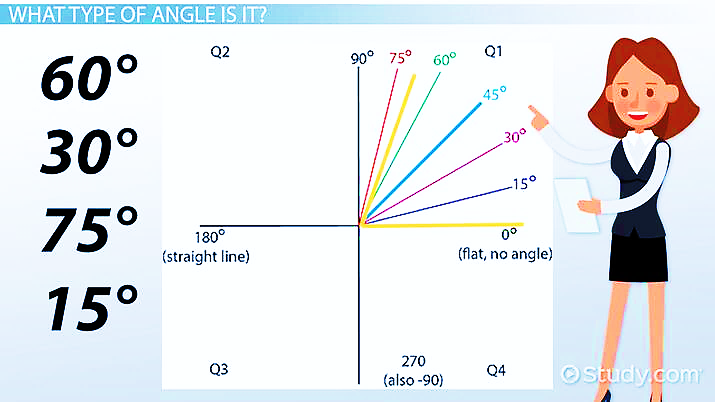 WHAT TYPE OF ANGLE IS IT?
60°
30°
75°
15°
Q2
90°
75°
60°
Q1
45°
30°
15°
180°
(straight line)
0°
(flat, no angle)
Q3
270
(also -90)
Q4
Study.com